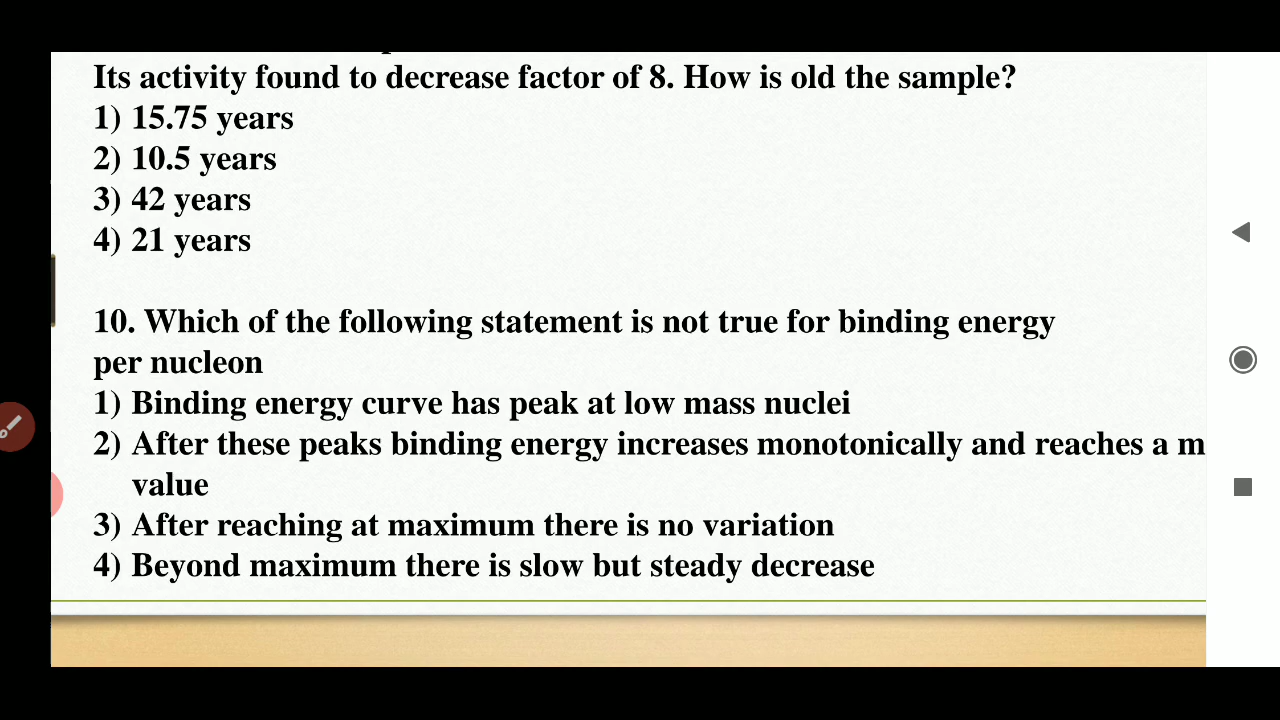 Its activity found to decrease factor of 8. How is old the sample?
1) 15.75 years
2) 10.5 years
3) 42 years
4) 21 years
10. Which of the following statement is not true for binding energy
per nucleon
1) Binding energy curve has peak at low mass nuclei
2) After these peaks binding energy increases monotonically and reaches a m
value
3) After reaching at maximum there is no variation
4) Beyond maximum there is slow but steady decrease